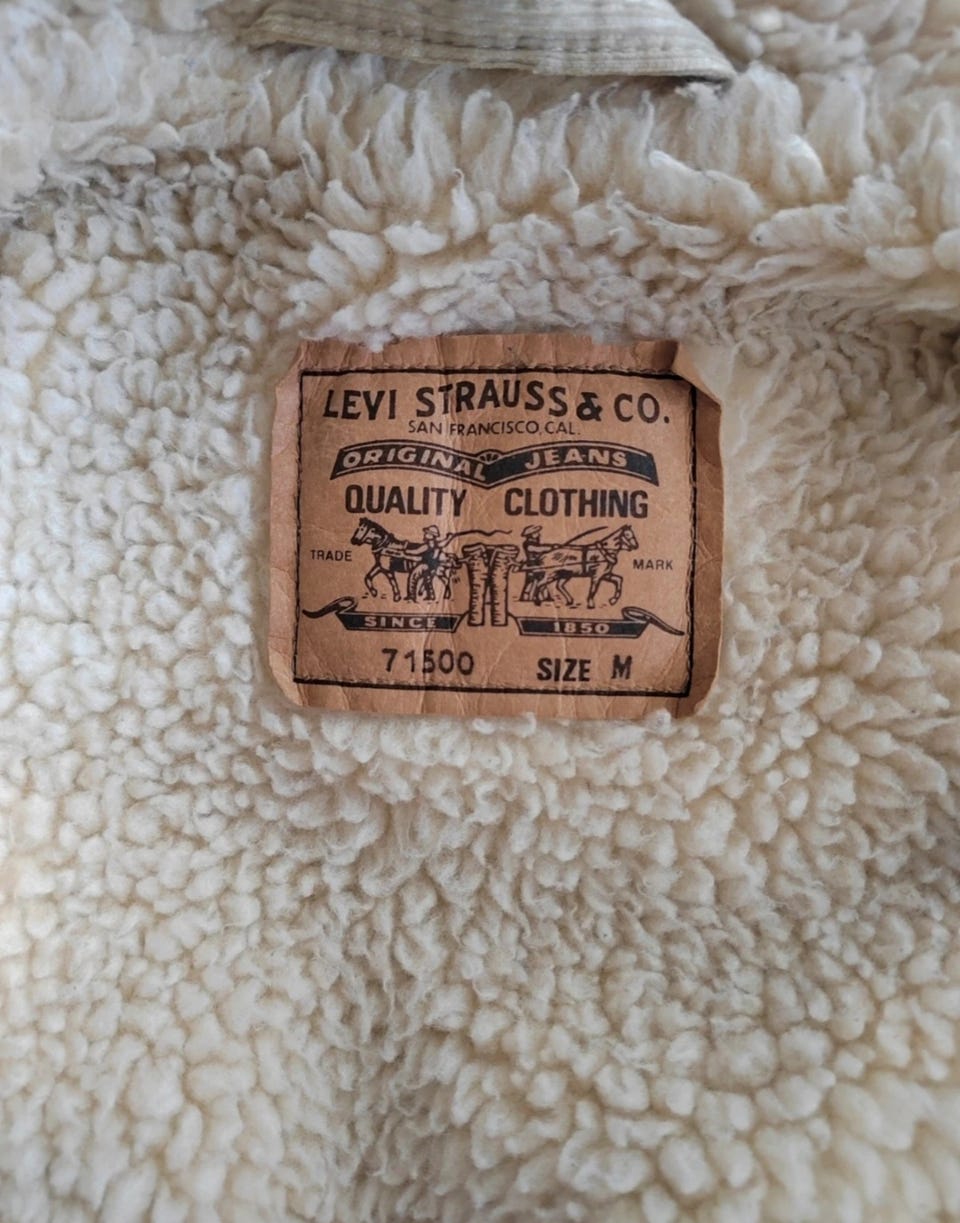 LEVI STRAUSS & CO.
SAN FRANCISCO, CAL.
ORIGINAL JEANS
QUALITY CLOTHING
TRADE MARK
SINCE 1850
71500 SIZE M